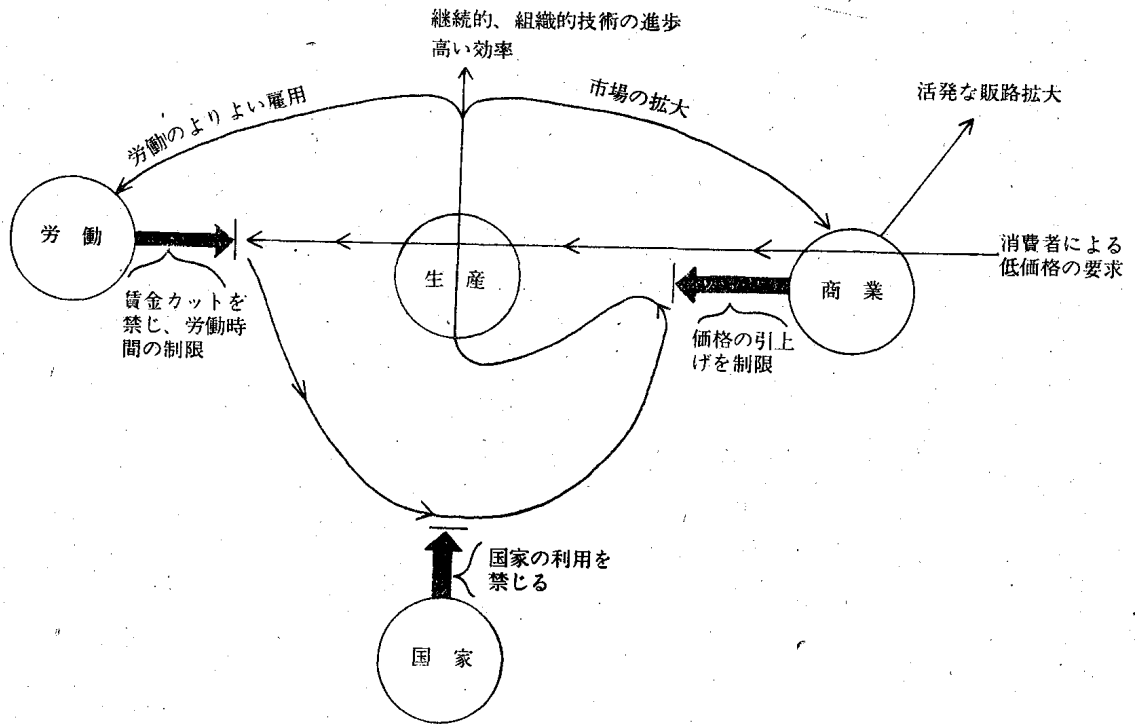 継続的、組織的技術の進歩
高い効率
労働のよりよい雇用
市場の拡大
活発な販路拡大
労働
生産
商業
消費者による
低価格の要求
賃金カットを
禁じ、労働時
間の制限
価格の引上
げを制限
国家の利用を
禁じる
国家